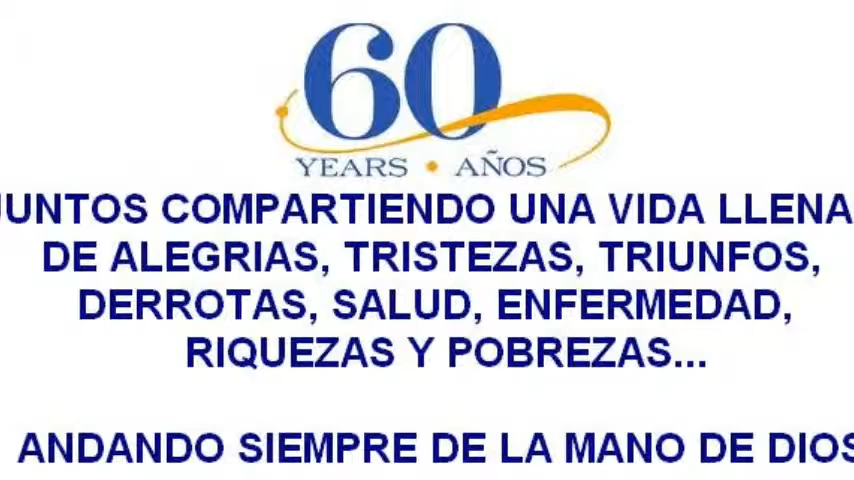 60
YEARS • AÑOS
JUNTOS COMPARTIENDO UNA VIDA LLENA
DE ALEGRIAS, TRISTEZAS, TRIUNFOS,
DERROTAS, SALUD, ENFERMEDAD,
RIQUEZAS Y POBREZAS...
ANDANDO SIEMPRE DE LA MANO DE DIOS